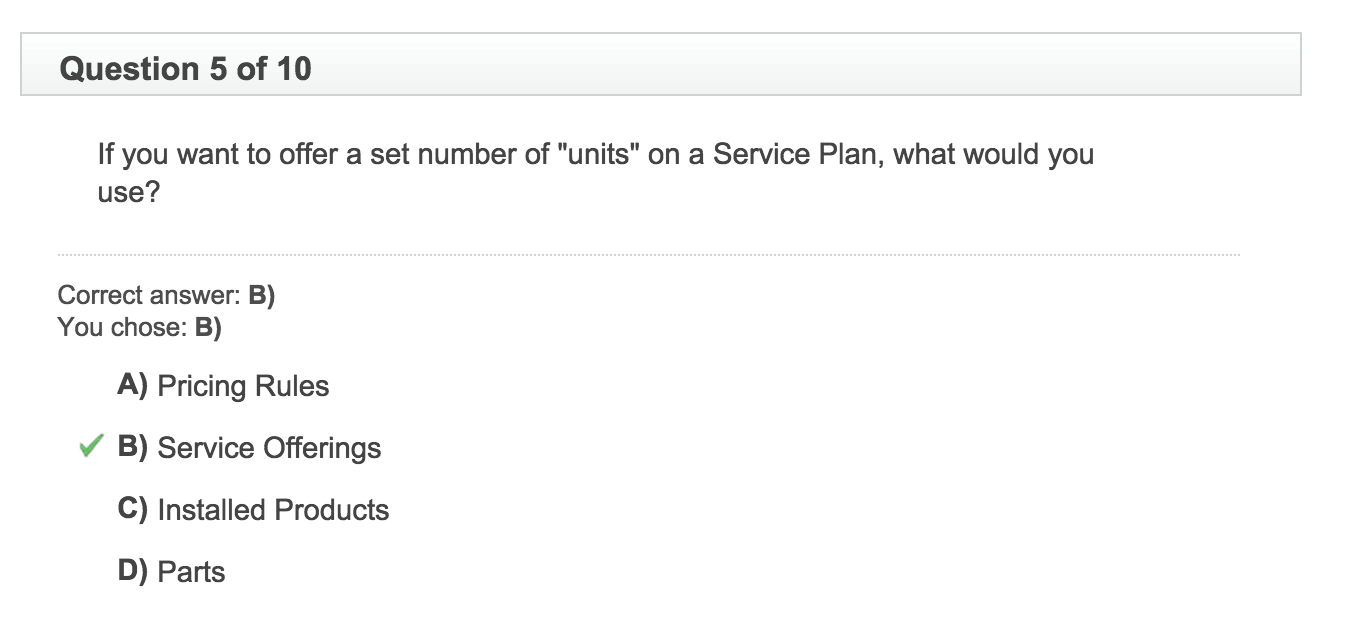 Question 5 of 10
If you want to offer a set number of "units" on a Service Plan, what would you
use?
Correct answer: B)
You chose: B)
A) Pricing Rules
B) Service Offerings
C) Installed Products
D) Parts